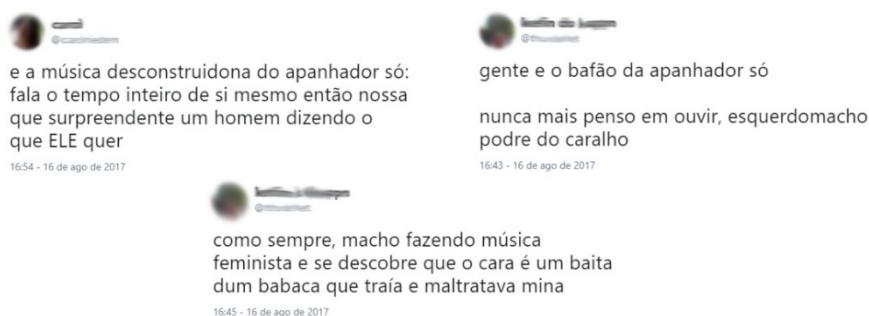 e a música desconstruidona do apanhador só:
fala o tempo inteiro de si mesmo então nossa
que surpreendente um homem dizendo o
que ELE quer
16:54 - 16 de ago de 2017
gente e o bafão da apanhador só
nunca mais penso em ouvir, esquerdomacho
podre do caralho
16:43 - 16 de ago de 2017
como sempre, macho fazendo música
feminista e se descobre que o cara é um baita
dum babaca que traía e maltratava mina
16:45 - 16 de ago de 2017